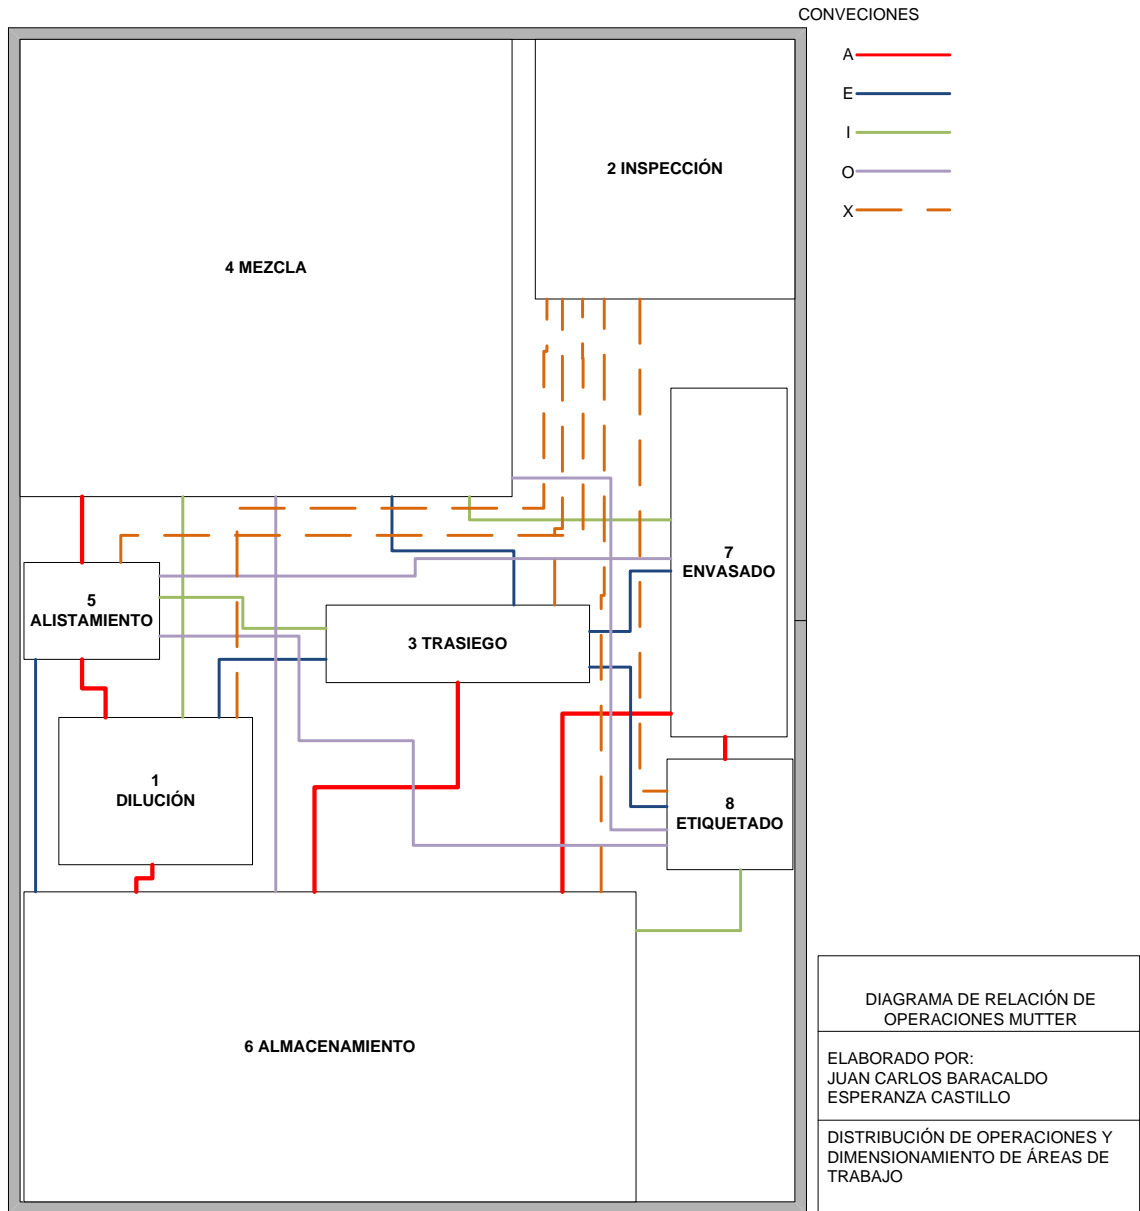 CONVECIONES
A
E
I
O
X
2 INSPECCIÓN
4 MEZCLA
7
ENVASADO
5
ALISTAMIENTO
3 TRASIEGO
1
DILUCIÓN
8
ETIQUETADO
6 ALMACENAMIENTO
DIAGRAMA DE RELACIÓN DE
OPERACIONES MUTTER
ELABORADO POR:
JUAN CARLOS BARACALDO
ESPERANZA CASTILLO
DISTRIBUCIÓN DE OPERACIONES Y
DIMENSIONAMIENTO DE ÁREAS DE
TRABAJO